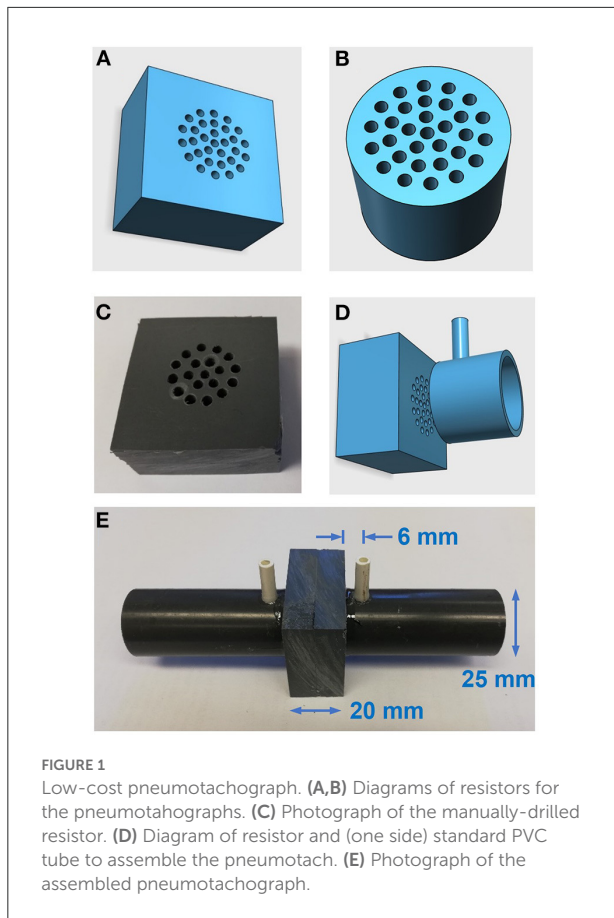 A
B
C
D
E
6 mm
25 mm
20 mm
FIGURE 1
Low-cost pneumotachograph. (A,B) Diagrams of resistors for
the pneumotahographs. (C) Photograph of the manually-drilled
resistor. (D) Diagram of resistor and (one side) standard PVC
tube to assemble the pneumotach. (E) Photograph of the
assembled pneumotachograph.